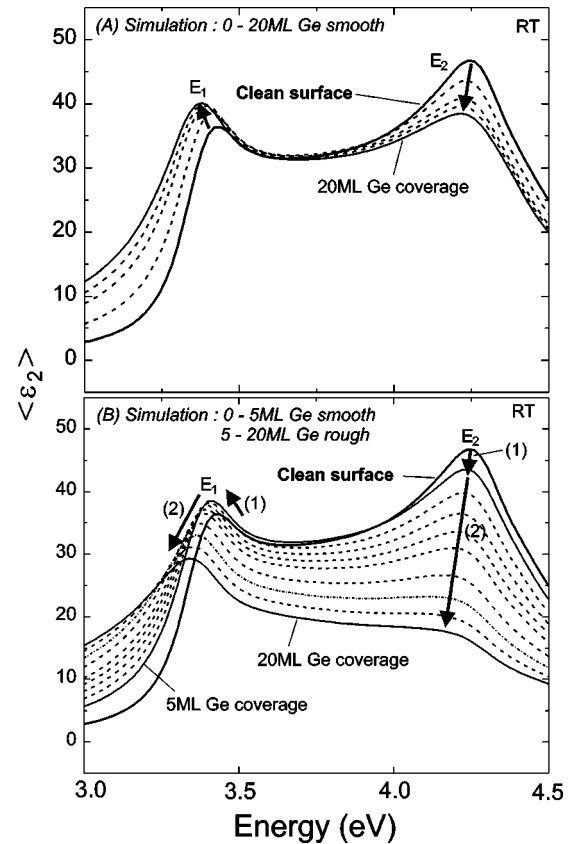 (A) Simulation : 0 - 20ML Ge smooth
RT
50
40
30
20
10
0
E1
E2
Clean surface
20ML Ge coverage
<ε2>
(B) Simulation : 0 - 5ML Ge smooth
5 - 20ML Ge rough
RT
50
40
30
20
10
0
E2
(1)
Clean surface
E1
(2)
(1)
(2)
20ML Ge coverage
5ML Ge coverage
3.0
3.5
4.0
4.5
Energy (eV)